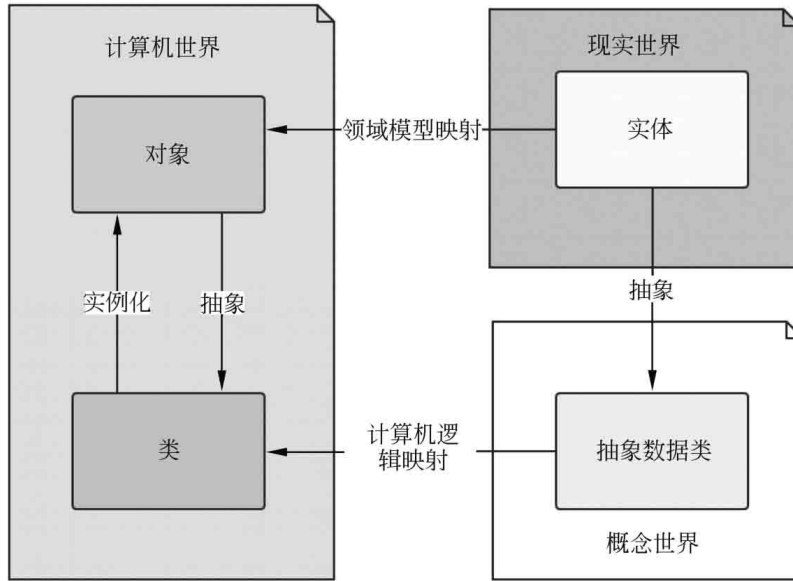 计算机世界
现实世界
对象
领域模型映射
实体
实例化
抽象
抽象
类
计算机逻
辑映射
抽象数据类
概念世界